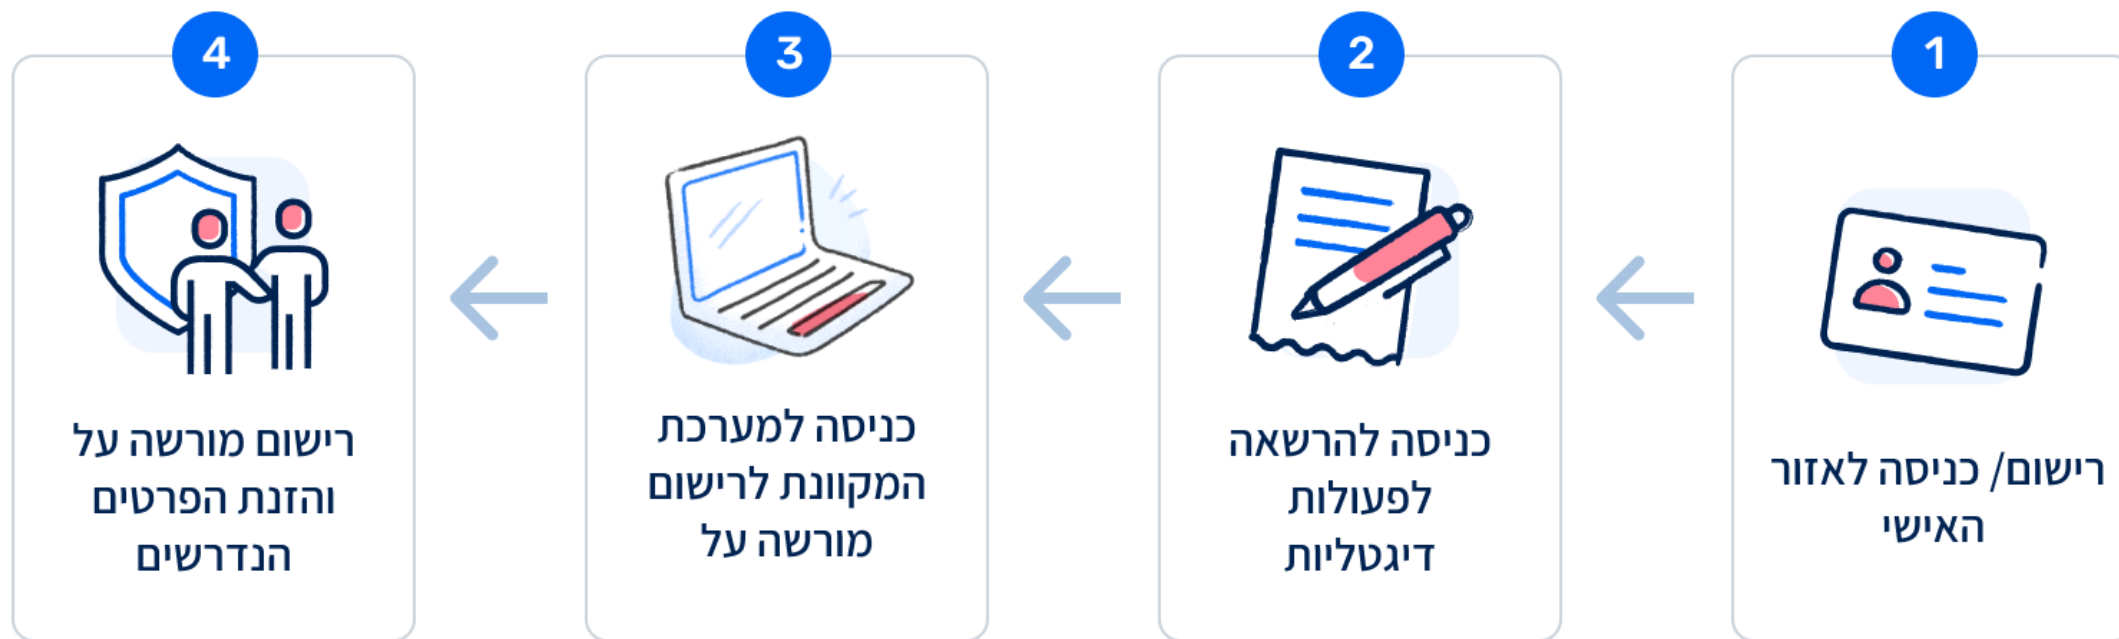 1
רישום/ כניסה לאזור
האישי
2
כניסה להרשאה
לפעולות
דיגטליות
3
כניסה למערכת
המקוונת לרישום
מורשה על
4
רישום מורשה על
והזנת הפרטים
הנדרשים